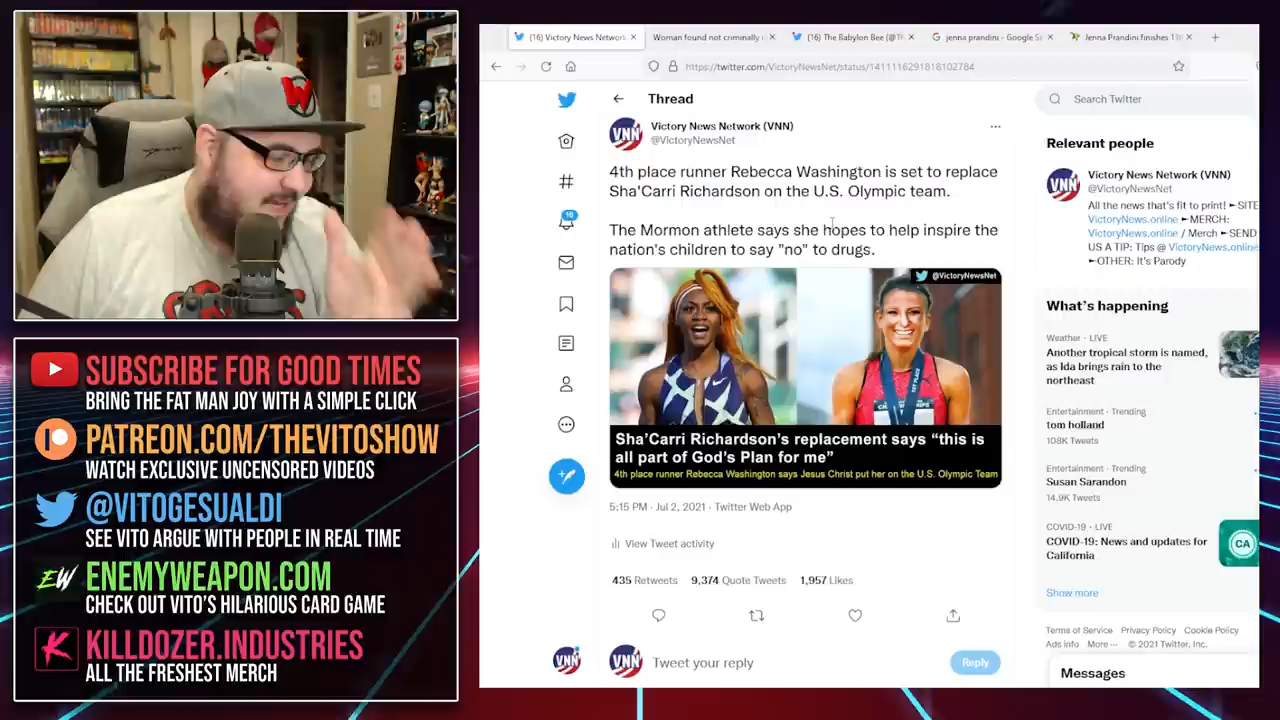 SUBSCRIBE FOR GOOD TIMES
BRING THE FAT MAN JOY WITH A SIMPLE CLICK
PATREON.COM/THEVITOSHOW
WATCH EXCLUSIVE UNCENSORED VIDEOS
@VITOGESUALDI
SEE VITO ARGUE WITH PEOPLE IN REAL TIME
EW ENEMYWEAPON.COM
CHECK OUT VITO'S HILARIOUS CARD GAME
K KILLDOZER.INDUSTRIES
ALL THE FRESHEST MERCH
(16) Victory News Network
Woman found not criminally
(16) The Babylon Bee (@Th
jenna prandini - Google Se
Jenna Prandini finishes
https://twitter.com/VictoryNewsNet/status/1411116291818102784
Thread
VNN
Victory News Network (VNN)
@VictoryNewsNet
4th place runner Rebecca Washington is set to replace
Sha'Carri Richardson on the U.S. Olympic team.
The Mormon athlete says she hopes to help inspire the
nation's children to say "no" to drugs.
@VictoryNewsNet
1ST PLACE
Sha'Carri Richardson's replacement says “this is
all part of God's Plan for me”
4th place runner Rebecca Washington says Jesus Christ put her on the U.S. Olympic Team
5:15 PM · Jul 2, 2021 · Twitter Web App
View Tweet activity
435 Retweets 9,374 Quote Tweets 1,957 Likes
VNN
VNN
Tweet your reply
Reply
16
Search Twitter
Relevant people
VNN
Victory News Network (VNN)
@VictoryNewsNet
All the news that's fit to print! ►SITE
VictoryNews.online ►MERCH:
VictoryNews.online / Merch ►SEND
US A TIP: Tips @ VictoryNews.online
►OTHER: It's Parody
What's happening
Weather · LIVE
Another tropical storm is named,
as Ida brings rain to the
northeast
Entertainment · Trending
tom holland
108K Tweets
Entertainment · Trending
Susan Sarandon
14.9K Tweets
COVID-19 · LIVE
COVID-19: News and updates for
California
CA
Show more
Terms of Service Privacy Policy Cookie Policy
Ads info More ··· © 2021 Twitter, Inc.
Messages